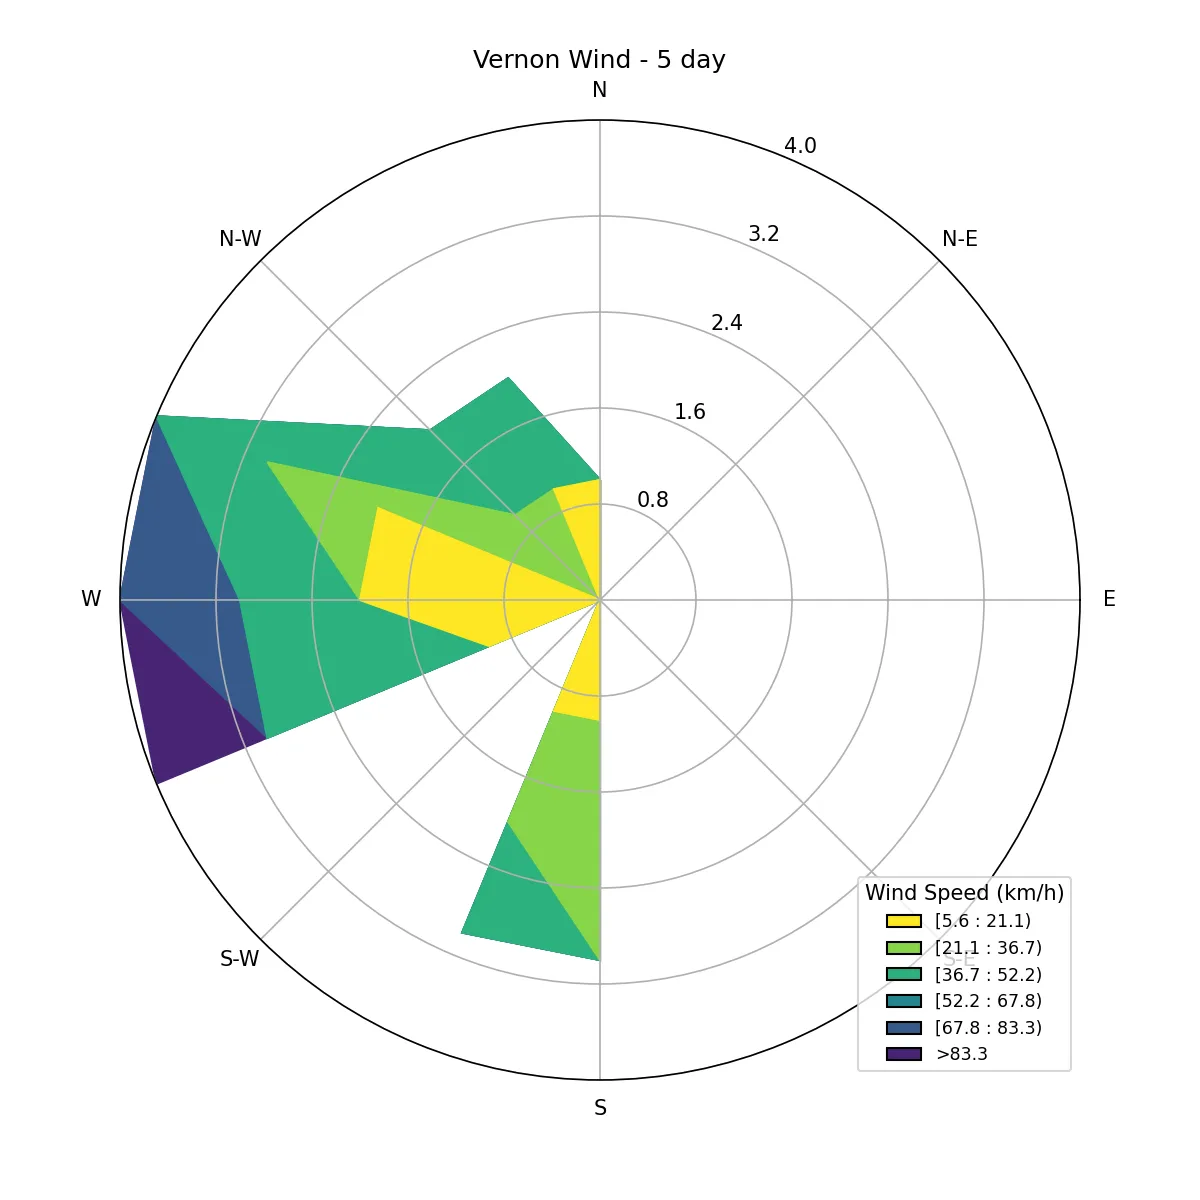 Vernon Wind - 5 day
N
4.0
N-W
3.2
N-E
2.4
1.6
0.8
W
E
Wind Speed (km/h)
[5.6 : 21.1)
[21.1 : 36.7)
S-W
S-E
[36.7 : 52.2)
[52.2 : 67.8)
[67.8 : 83.3)
>83.3
S